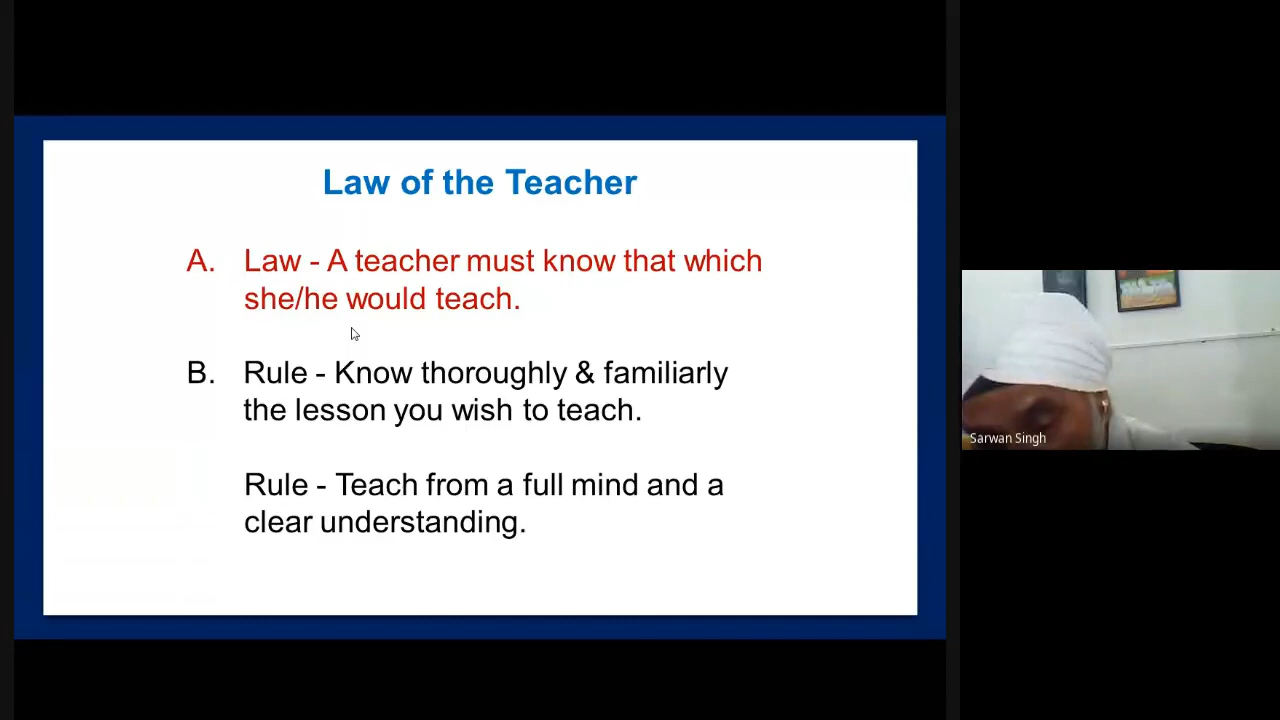 Law of the Teacher
A. Law - A teacher must know that which
she/he would teach.
B. Rule - Know thoroughly & familiarly
the lesson you wish to teach.
Rule - Teach from a full mind and a
clear understanding.
Sarwan Singh